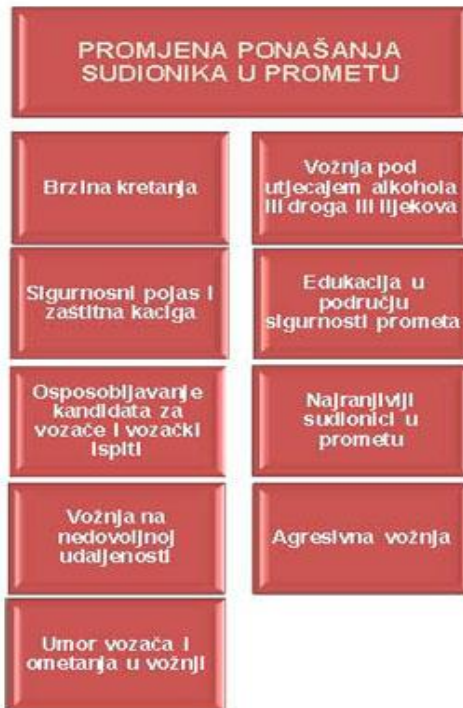 PROMJENA PONAŠANJA
SUDIONIKA U PROMETU
Brzina kretanja
Vožnja pod
utjecajem alkohola
ili droga ili lijekova
Sigurnosni pojas i
zaštitna kaciga
Edukacija u
području
sigurnosti prometa
Osposobljavanje
kandidata za
vozače i vozački
ispiti
Najranjiviji
sudionici u
prometu
Vožnja na
nedovoljnoj
udaljenosti
Agresivna vožnja
Umor vozača i
ometanja u vožnji